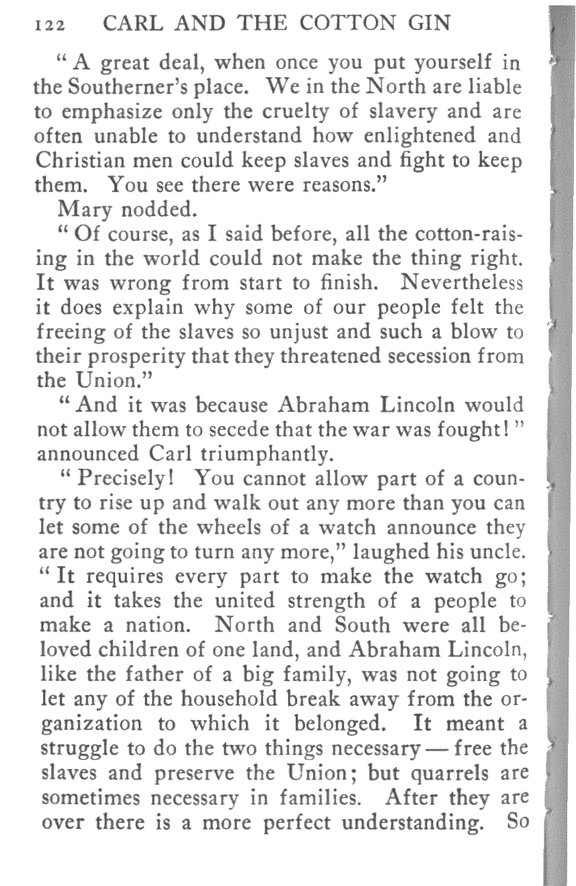 122 CARL AND THE COTTON GIN
“ A great deal, when once you put yourself in
the Southerner’s place. We in the North are liable
to emphasize only the cruelty of slavery and are
often unable to understand how enlightened and
Christian men could keep slaves and fight to keep
them. You see there were reasons.”
Mary nodded.
“ Of course, as I said before, all the cotton-rais-
ing in the world could not make the thing right.
It was wrong from start to finish. Nevertheless
it does explain why some of our people felt the
freeing of the slaves so unjust and such a blow to
their prosperity that they threatened secession from
the Union.”
“ And it was because Abraham Lincoln would
not allow them to secede that the war was fought! ”
announced Carl triumphantly.
“ Precisely! You cannot allow part of a coun-
try to rise up and walk out any more than you can
let some of the wheels of a watch announce they
are not going to turn any more,” laughed his uncle.
“ It requires every part to make the watch go;
and it takes the united strength of a people to
make a nation. North and South were all be-
loved children of one land, and Abraham Lincoln,
like the father of a big family, was not going to
let any of the household break away from the or-
ganization to which it belonged. It meant a
struggle to do the two things necessary — free the
slaves and preserve the Union; but quarrels are
sometimes necessary in families. After they are
over there is a more perfect understanding. So